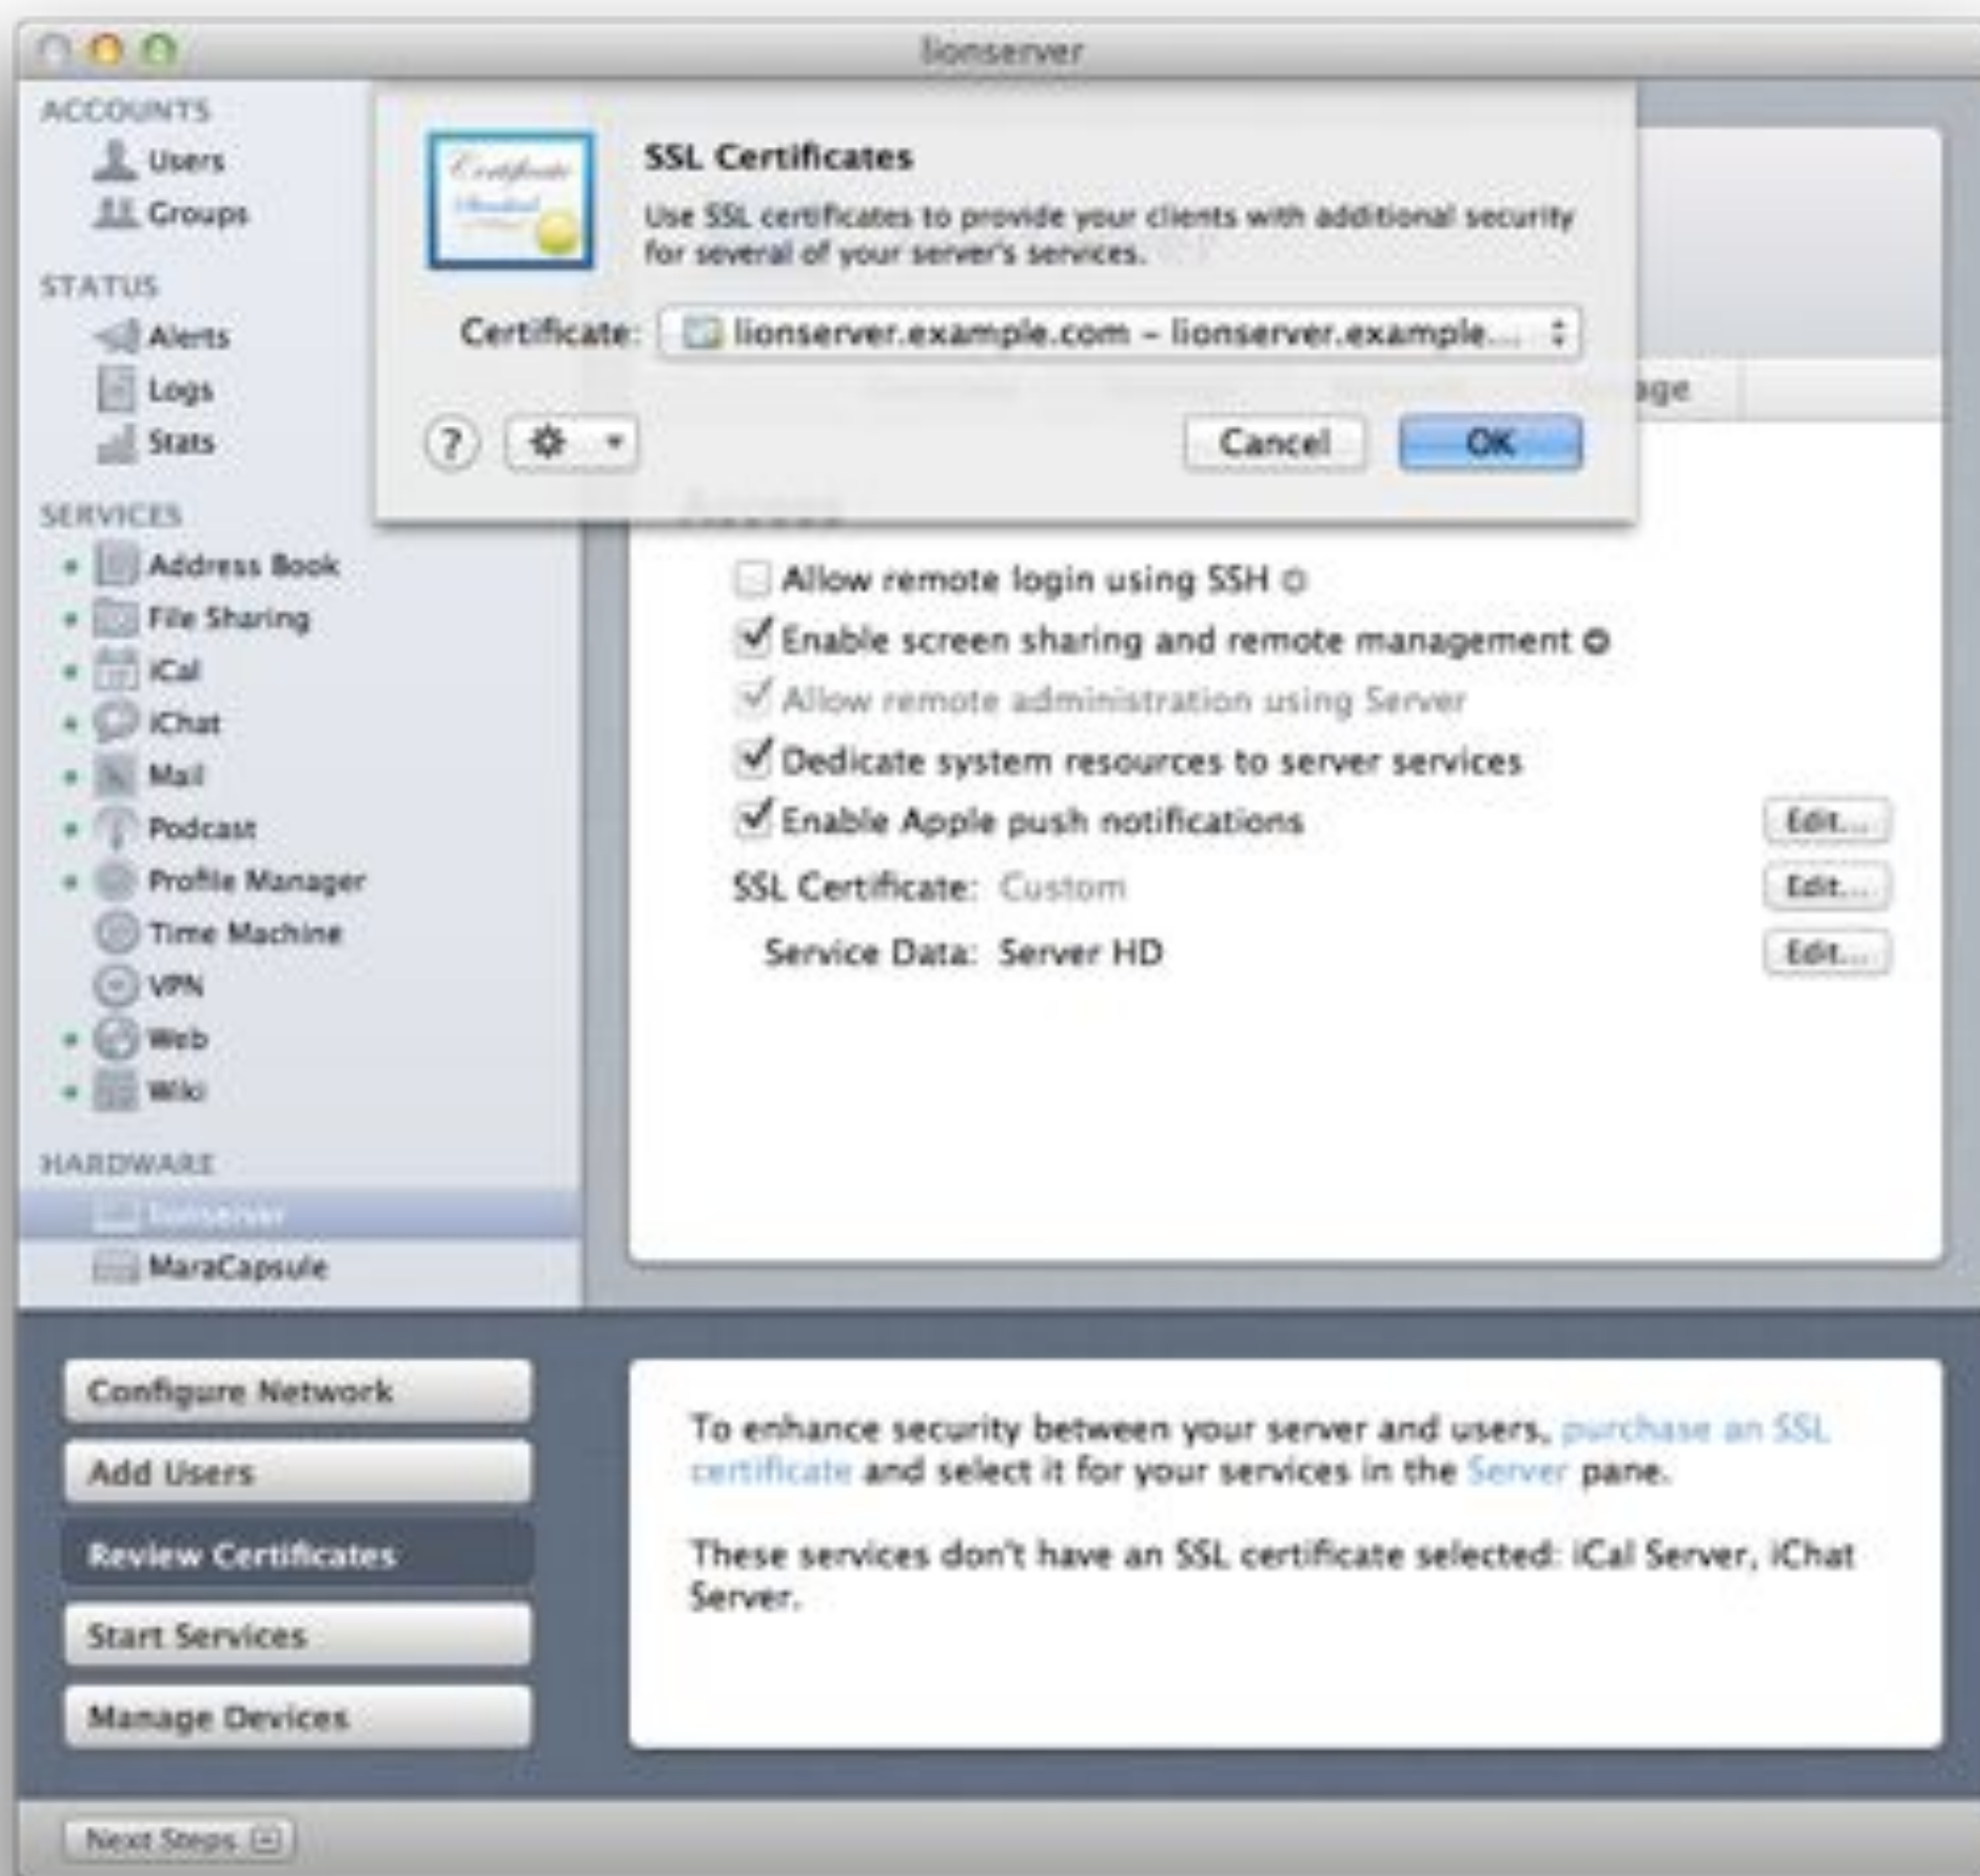 lionserver
ACCOUNTS
Users
Groups
STATUS
Alerts
Logs
Stats
SERVICES
Address Book
File Sharing
iCal
iChat
Mail
Podcast
Profile Manager
Time Machine
VPN
Web
Wiki
HARDWARE
lionserver
MaraCapsule
Certificate
SSL Certificates
Use SSL certificates to provide your clients with additional security
for several of your server's services.
Certificate: lionserver.example.com – lionserver.example...
?
Cancel OK
Allow remote login using SSH
Enable screen sharing and remote management
Allow remote administration using Server
Dedicate system resources to server services
Enable Apple push notifications Edit...
SSL Certificate: Custom Edit...
Service Data: Server HD Edit...
Configure Network
Add Users
Review Certificates
Start Services
Manage Devices
To enhance security between your server and users, purchase an SSL
certificate and select it for your services in the Server pane.
These services don't have an SSL certificate selected: iCal Server, iChat
Server.
Next Steps